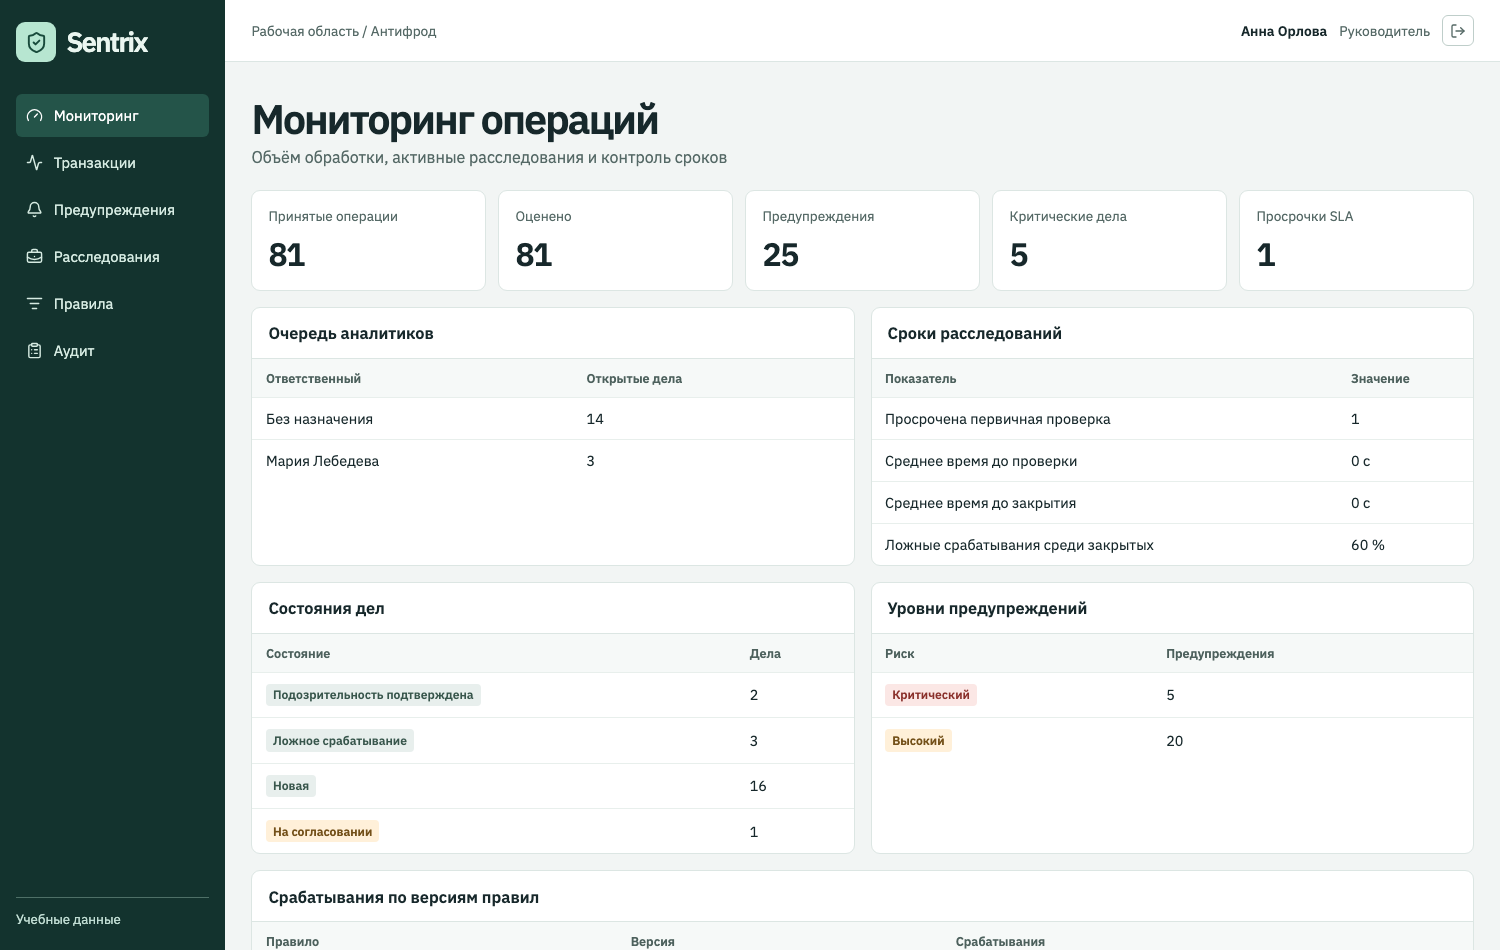 Sentrix
Мониторинг
Транзакции
Предупреждения
Расследования
Правила
Аудит
Учебные данные
Рабочая область / Антифрод
Анна Орлова Руководитель
Мониторинг операций
Объём обработки, активные расследования и контроль сроков
Принятые операции
81
Оценено
81
Предупреждения
25
Критические дела
5
Просрочки SLA
1
Очередь аналитиков
Ответственный Открытые дела
Без назначения 14
Мария Лебедева 3
Сроки расследований
Показатель Значение
Просрочена первичная проверка 1
Среднее время до проверки 0 с
Среднее время до закрытия 0 с
Ложные срабатывания среди закрытых 60 %
Состояния дел
Состояние Дела
Подозрительность подтверждена 2
Ложное срабатывание 3
Новая 16
На согласовании 1
Уровни предупреждений
Риск Предупреждения
Критический 5
Высокий 20
Срабатывания по версиям правил
Правило Версия Срабатывания